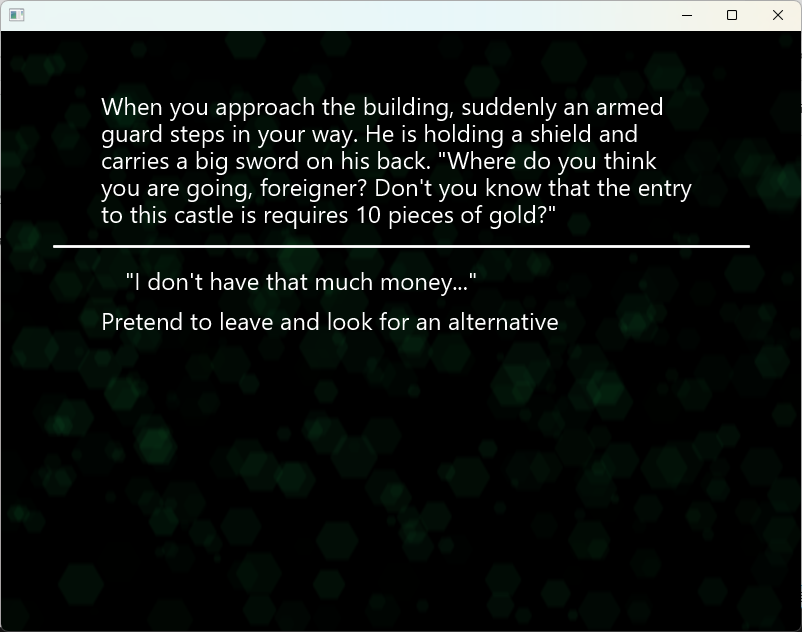 When you approach the building, suddenly an armed
guard steps in your way. He is holding a shield and
carries a big sword on his back. "Where do you think
you are going, foreigner? Don't you know that the entry
to this castle is requires 10 pieces of gold?"
"I don't have that much money..."
Pretend to leave and look for an alternative